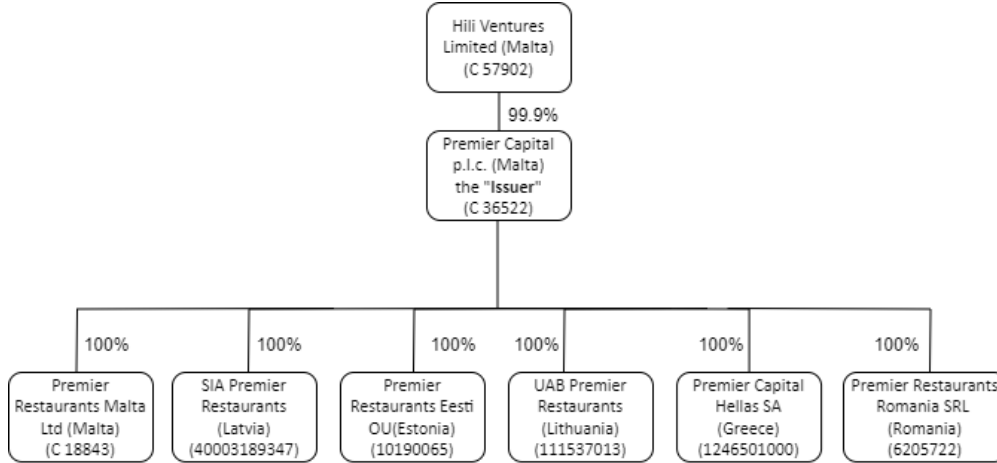 Hili Ventures
Limited (Malta)
(C 57902)
99.9%
Premier Capital
p.l.c. (Malta)
the "Issuer"
(C 36522)
100%
100%
100%
100%
100%
100%
Premier
Restaurants Malta
Ltd (Malta)
(C 18843)
SIA Premier
Restaurants
(Latvia)
(40003189347)
Premier
Restaurants Eesti
OU(Estonia)
(10190065)
UAB Premier
Restaurants
(Lithuania)
(111537013)
Premier Capital
Hellas SA
(Greece)
(1246501000)
Premier Restaurants
Romania SRL
(Romania)
(6205722)